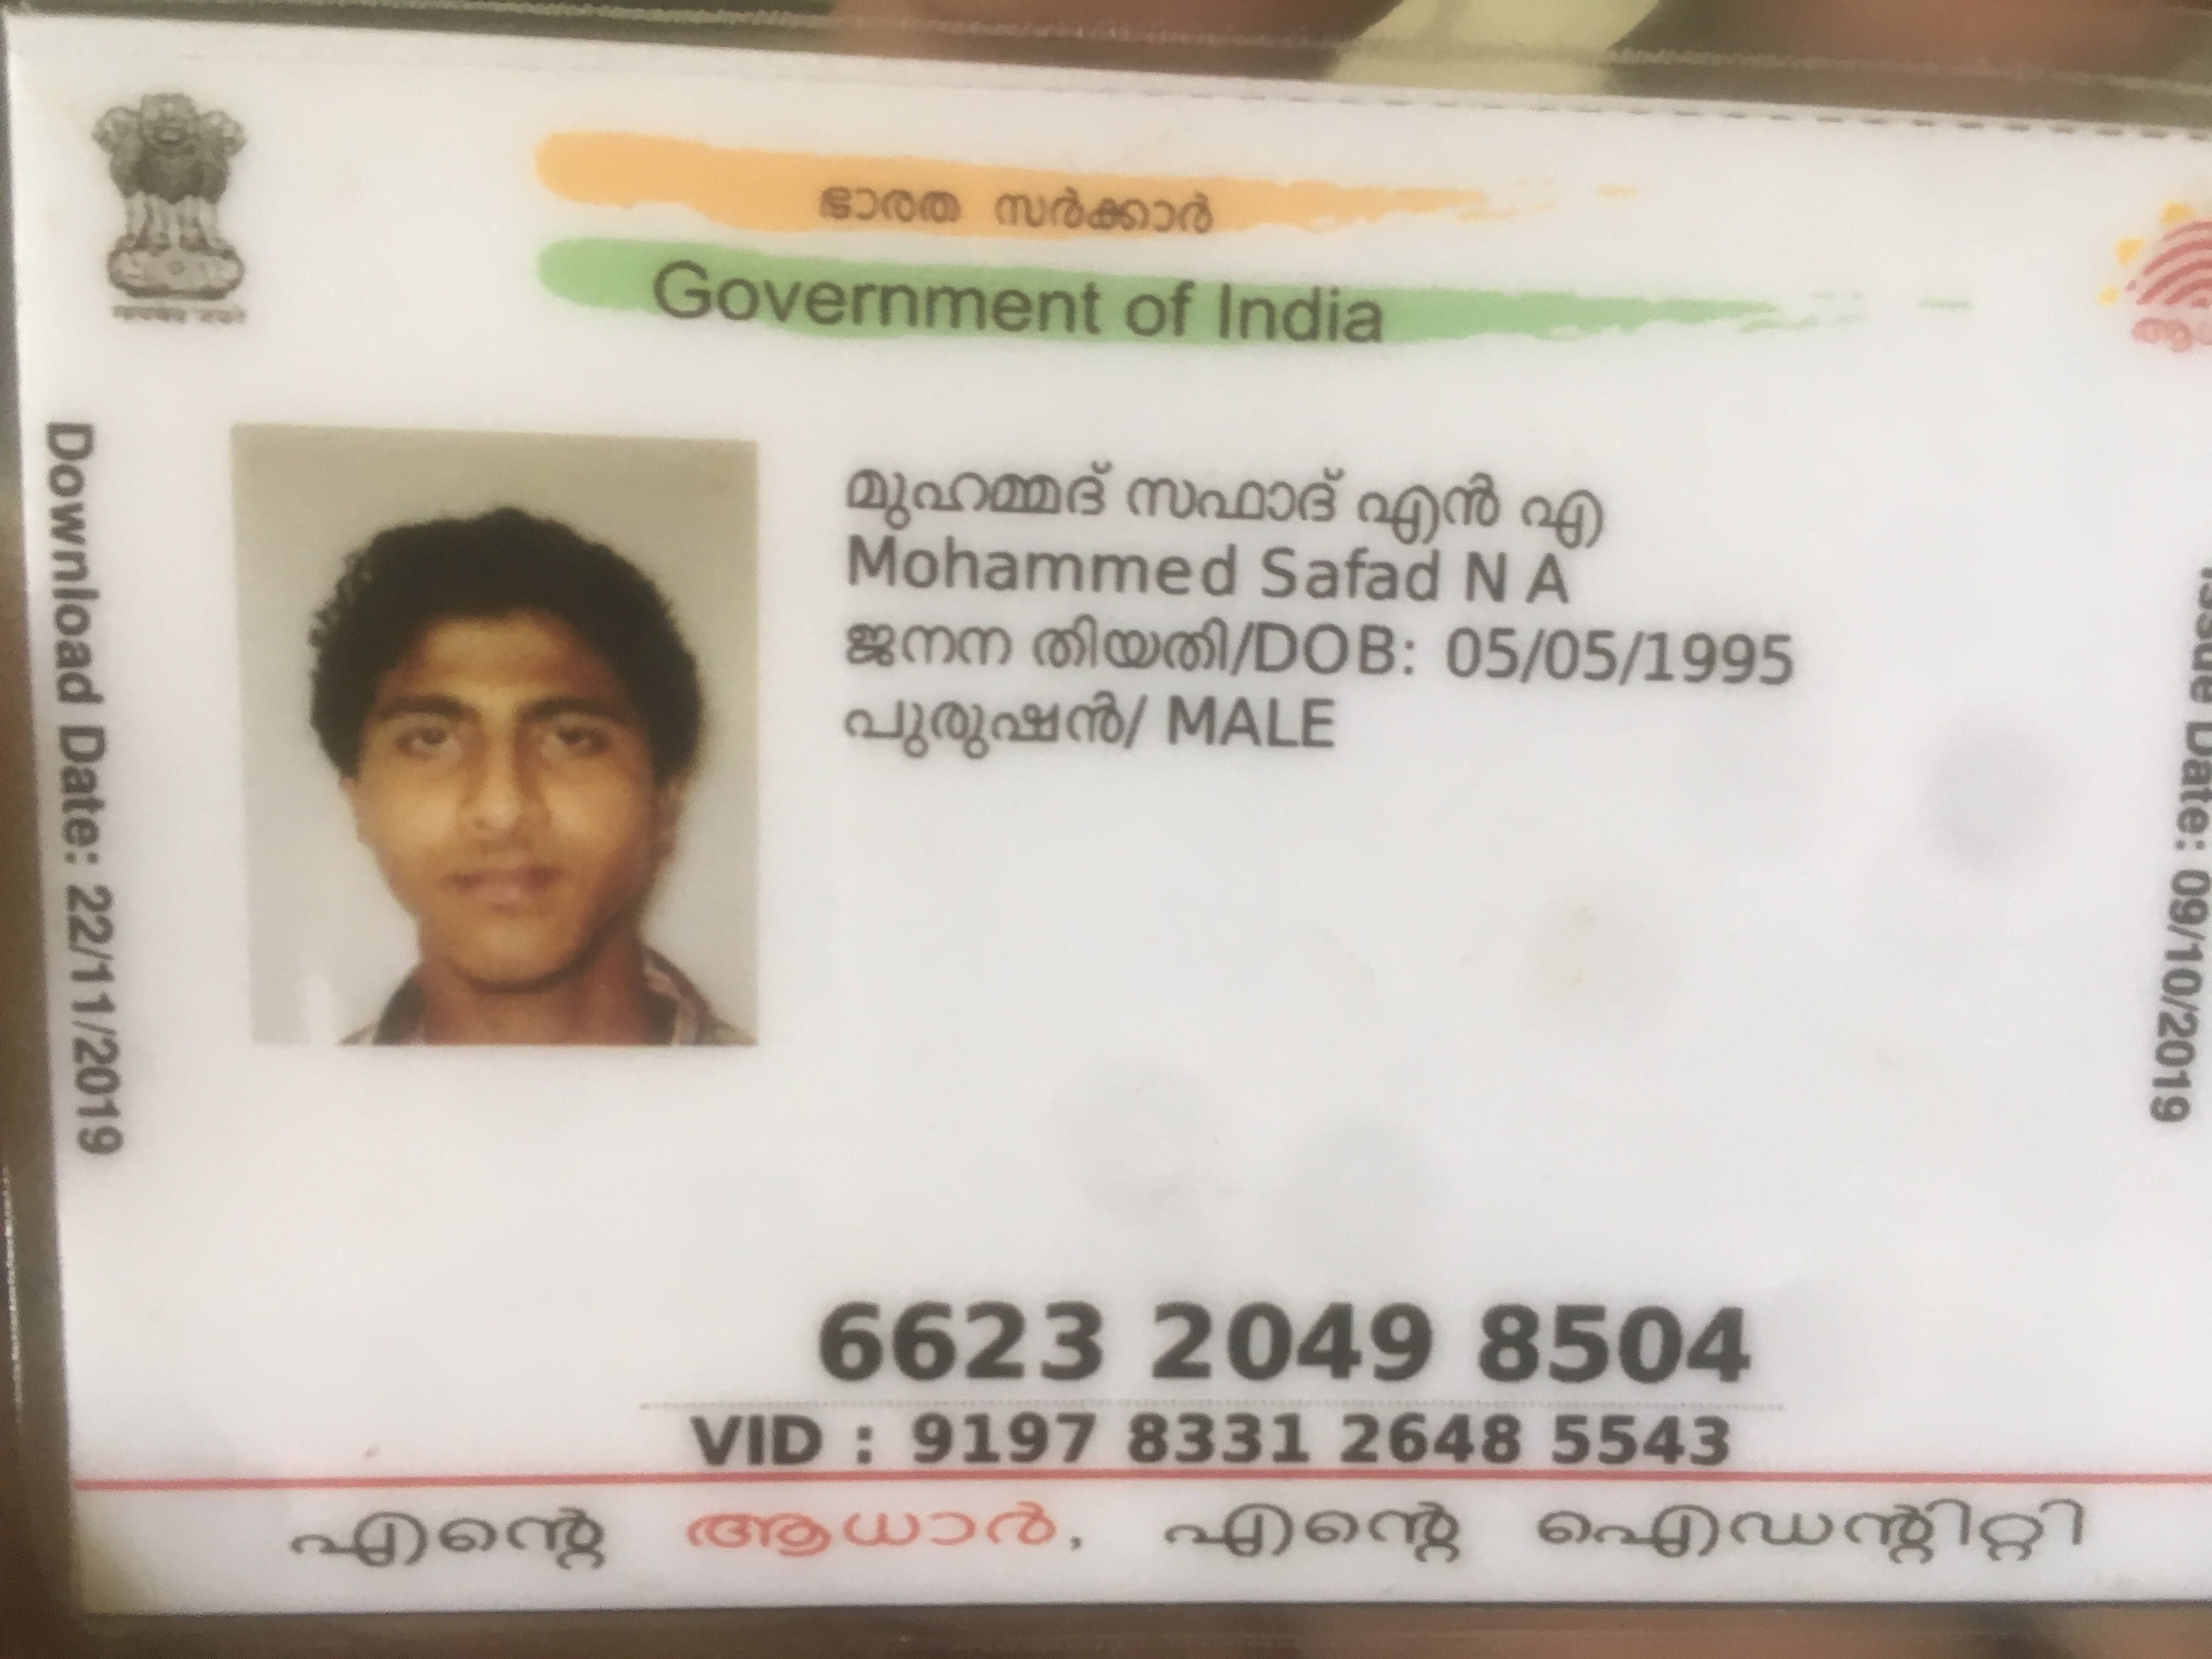 ഭാരത സർക്കാർ
Government of India
Download Date: 22/11/2019
മുഹമ്മദ് സഫാദ് എൻ എ
Mohammed Safad N A
ജനന തിയതി/DOB: 05/05/1995
പുരുഷൻ/ MALE
Issue Date: 09/10/2019
6623 2049 8504
VID : 9197 8331 2648 5543
എന്റെ ആധാർ, എന്റെ ഐഡന്റിറ്റി